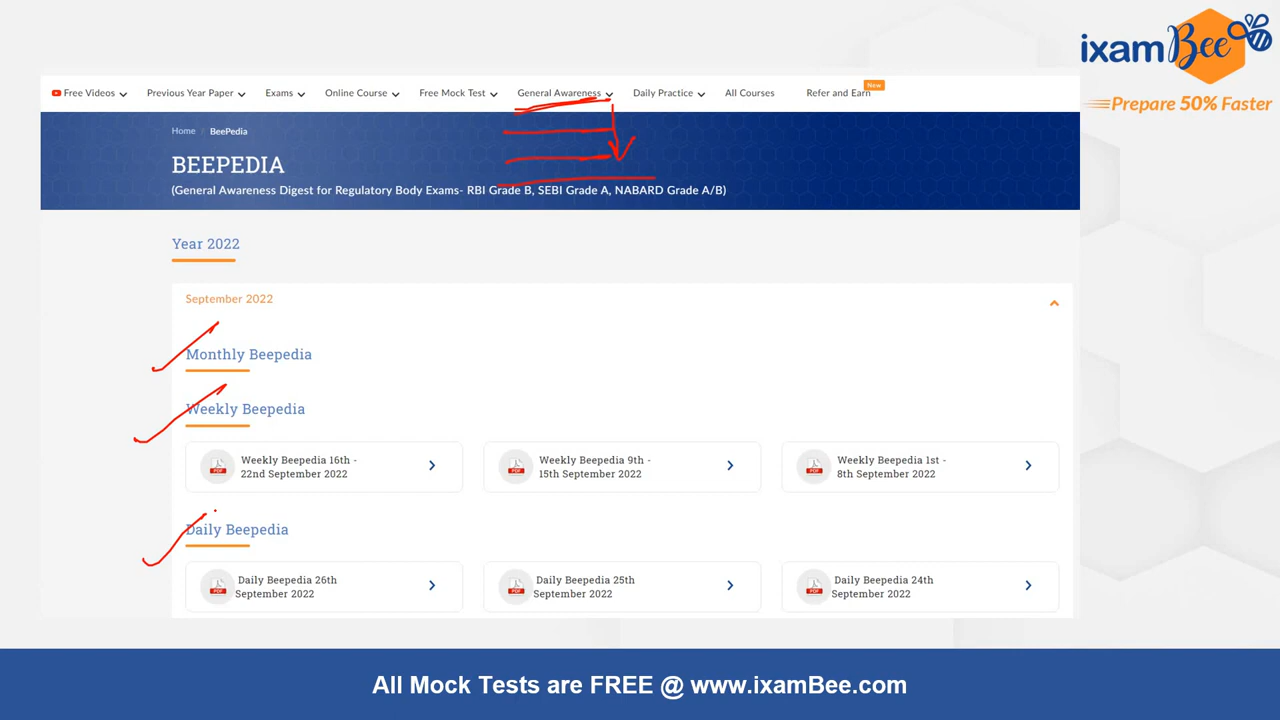 ixamBee
Prepare 50% Faster
Free Videos Previous Year Paper Exams Online Course Free Mock Test General Awareness Daily Practice All Courses Refer and Earn New
Home / BeePedia
BEEPEDIA
(General Awareness Digest for Regulatory Body Exams- RBI Grade B, SEBI Grade A, NABARD Grade A/B)
Year 2022
September 2022
Monthly Beepedia
Weekly Beepedia
Weekly Beepedia 16th -
22nd September 2022
Weekly Beepedia 9th -
15th September 2022
Weekly Beepedia 1st -
8th September 2022
Daily Beepedia
Daily Beepedia 26th
September 2022
Daily Beepedia 25th
September 2022
Daily Beepedia 24th
September 2022
All Mock Tests are FREE @ www.ixamBee.com